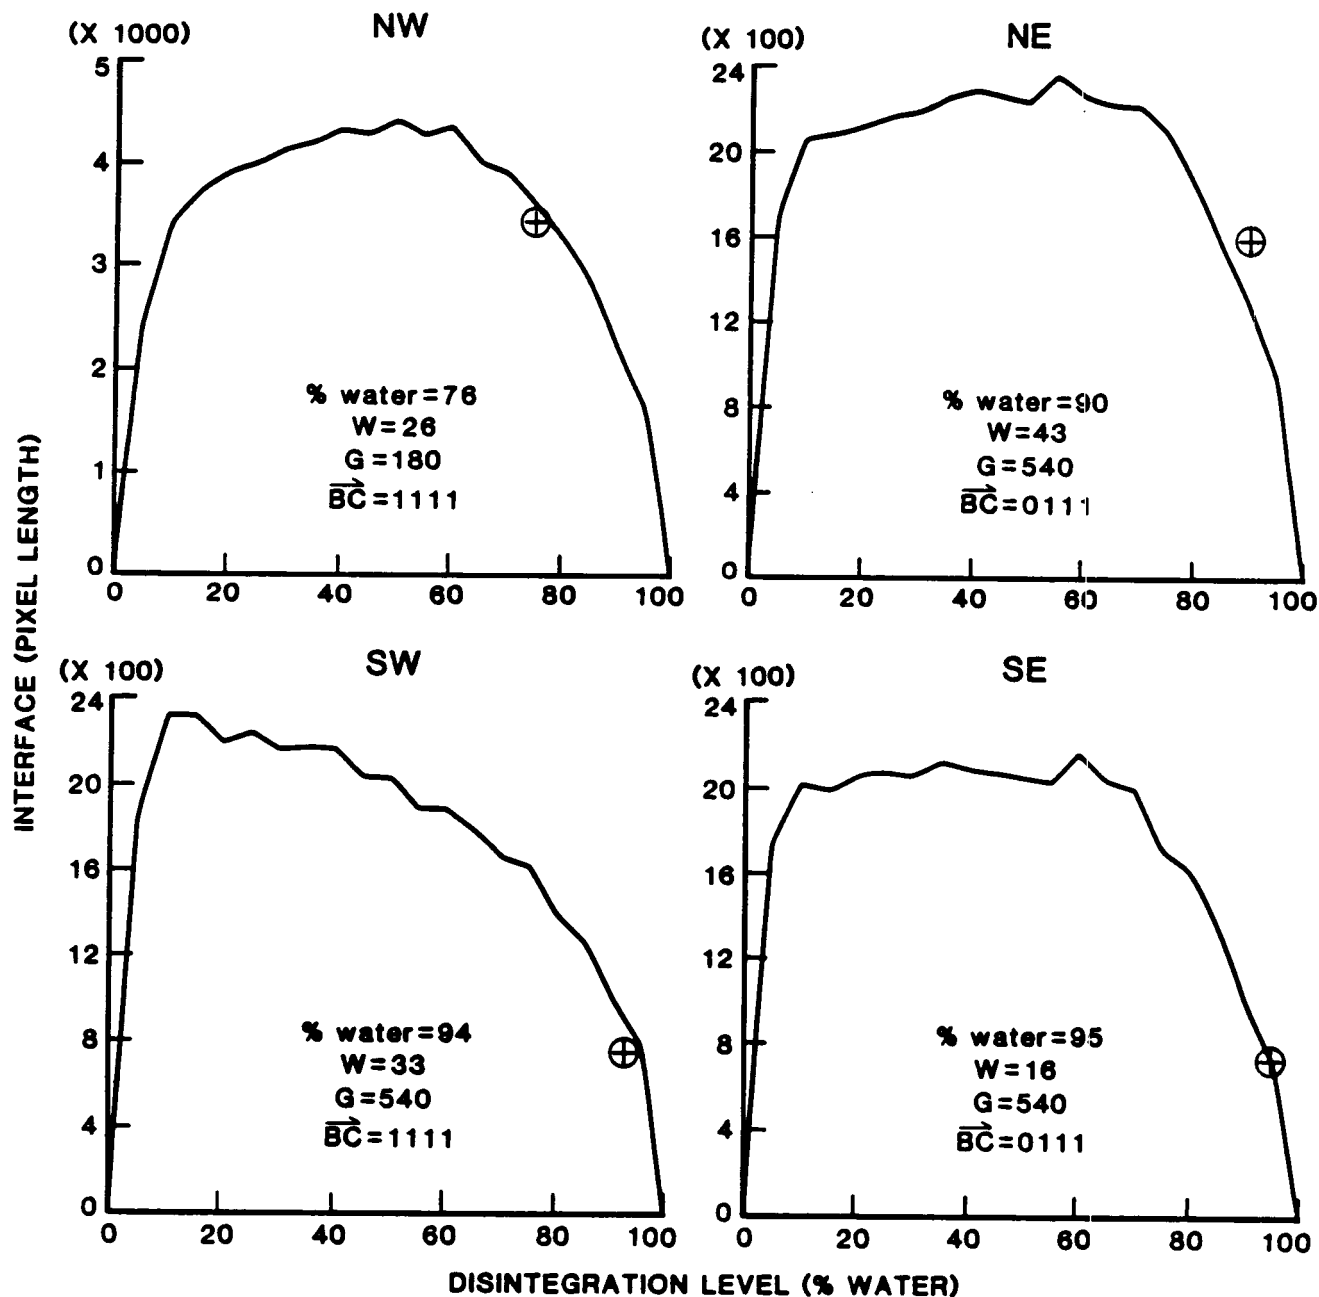 (X 1000)
NW
5
4
3
2
1
0
% water=76
W=26
G=180
BC=1111
0 20 40 60 80 100
(X 100)
NE
24
20
16
12
8
4
0
% water=90
W=43
G=540
BC=0111
0 20 40 60 80 100
INTERFACE (PIXEL LENGTH)
(X 100)
SW
24
20
16
12
8
4
0
% water=94
W=33
G=540
BC=1111
0 20 40 60 80 100
(X 100)
SE
24
20
16
12
8
4
0
% water=95
W=16
G=540
BC=0111
0 20 40 60 80 100
DISINTEGRATION LEVEL (% WATER)